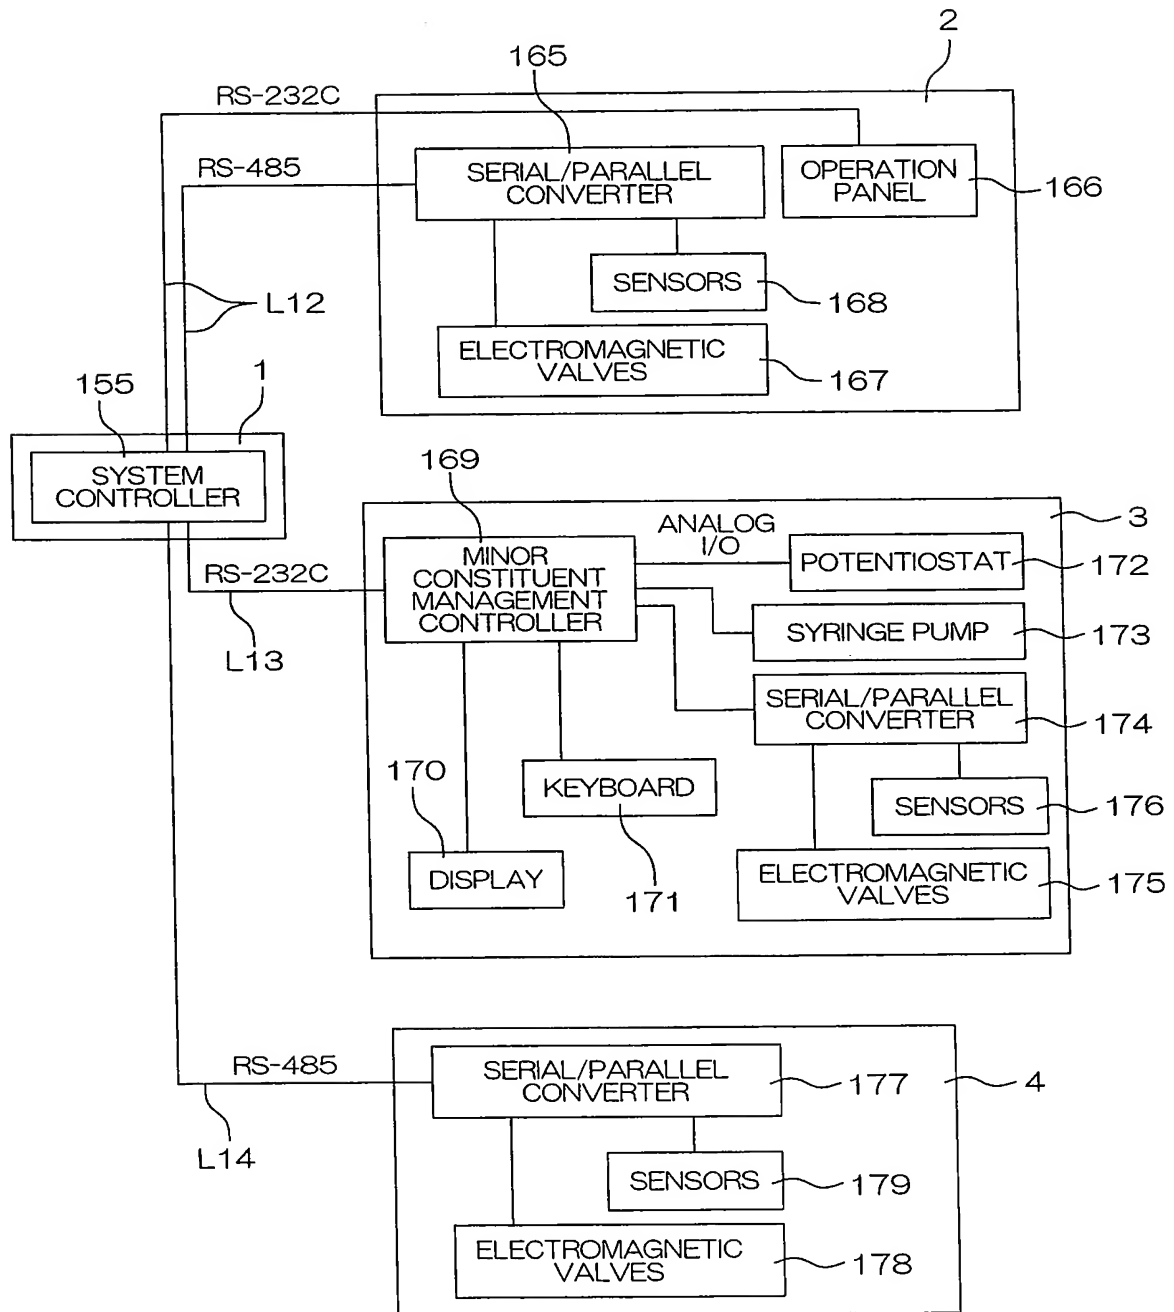 2
165
RS-232C
RS-485
SERIAL/PARALLEL
CONVERTER
OPERATION
PANEL
166
SENSORS
168
L12
ELECTROMAGNETIC
VALVES
167
1
155
SYSTEM
CONTROLLER
169
3
ANALOG
I/O
MINOR
CONSTITUENT
MANAGEMENT
CONTROLLER
POTENTIOSTAT
172
RS-232C
L13
SYRINGE PUMP
173
SERIAL/PARALLEL
CONVERTER
174
170
KEYBOARD
171
SENSORS
176
DISPLAY
ELECTROMAGNETIC
VALVES
175
RS-485
L14
SERIAL/PARALLEL
CONVERTER
177
4
SENSORS
179
ELECTROMAGNETIC
VALVES
178